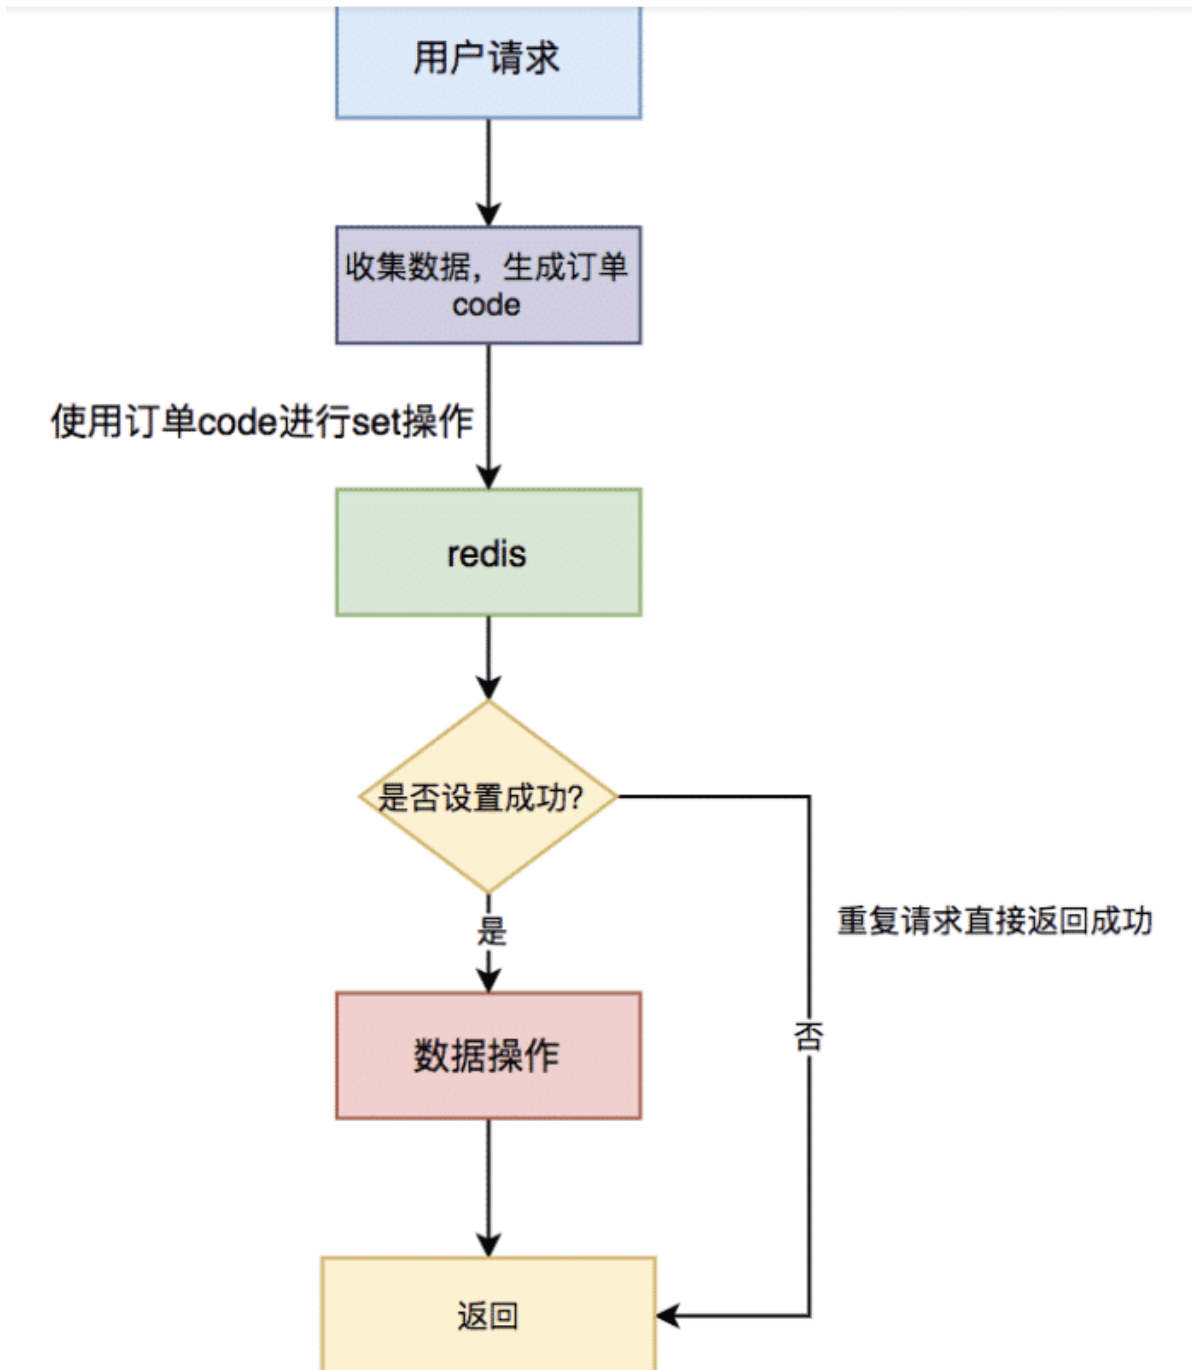 用户请求
收集数据，生成订单
code
使用订单code进行set操作
redis
是否设置成功?
是
重复请求直接返回成功
否
数据操作
返回